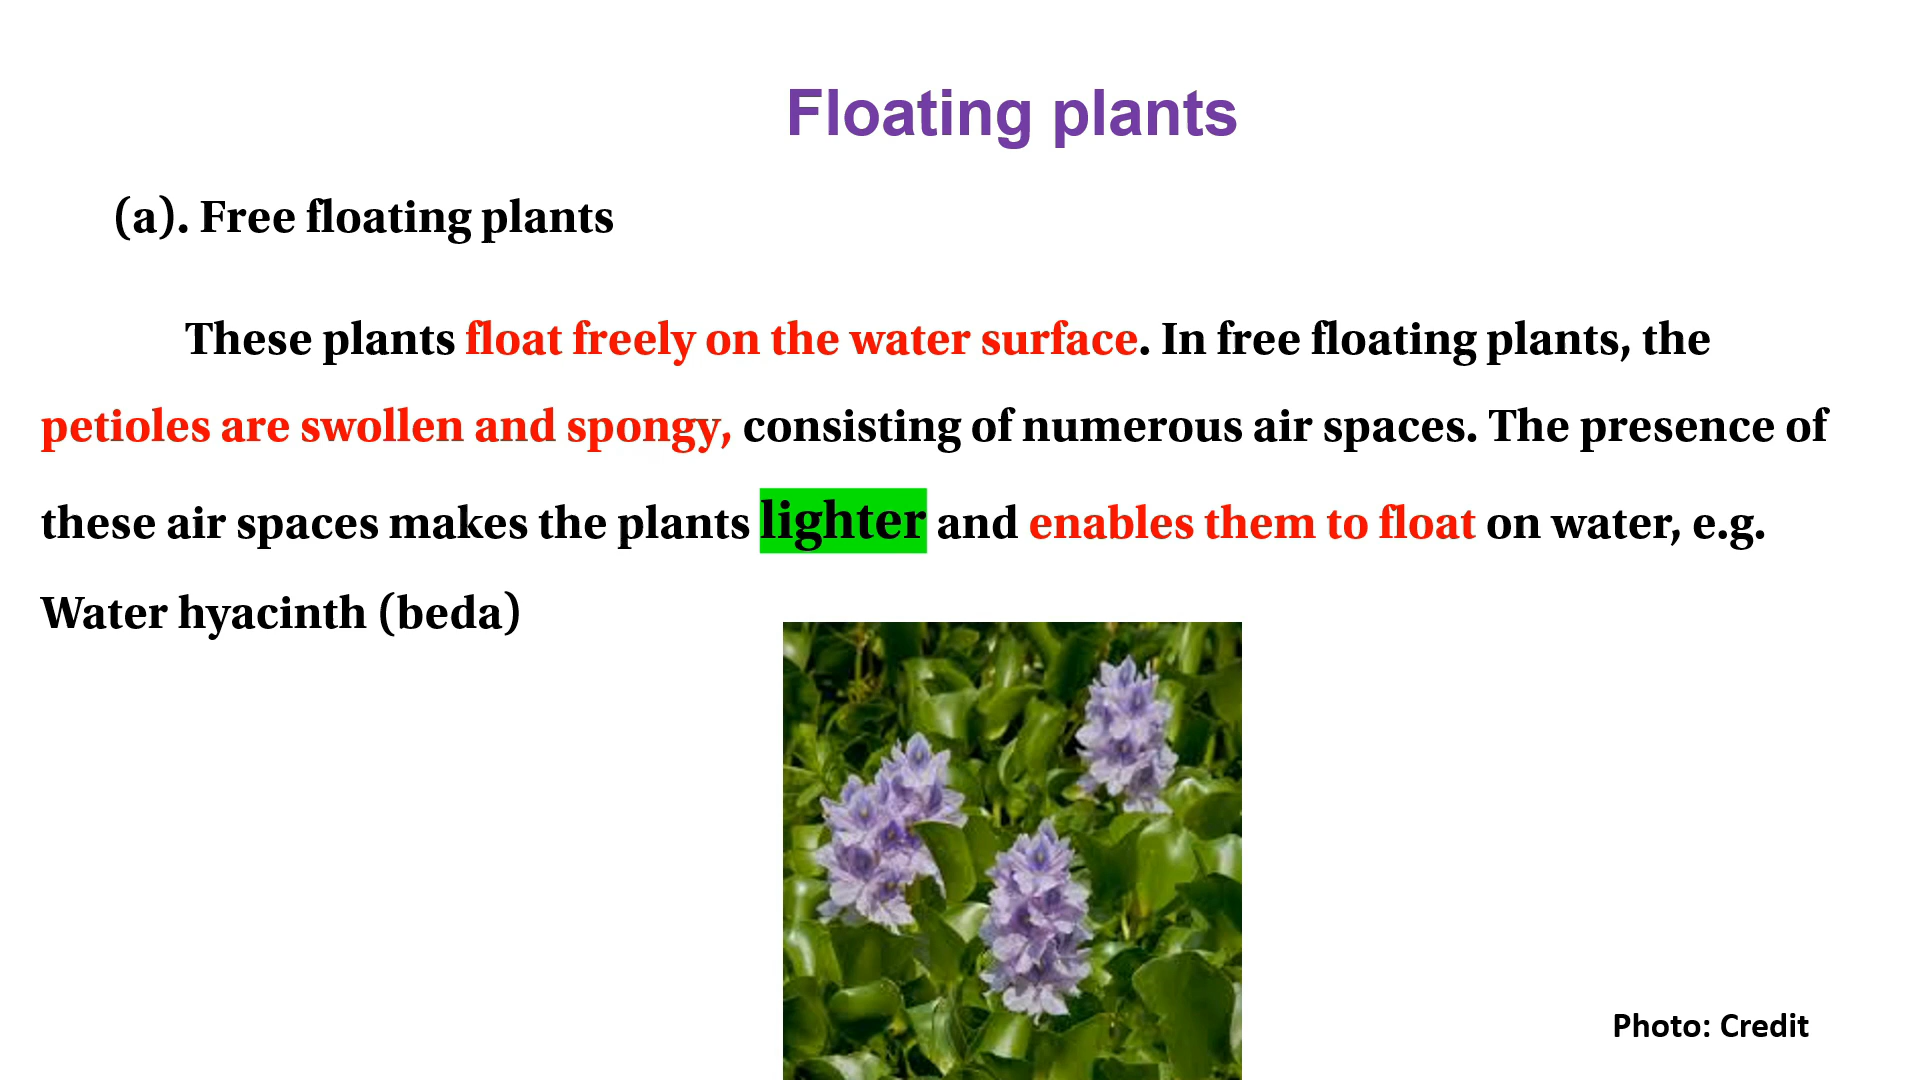 Floating plants
(a). Free floating plants
These plants float freely on the water surface. In free floating plants, the
petioles are swollen and spongy, consisting of numerous air spaces. The presence of
these air spaces makes the plants lighter and enables them to float on water, e.g.
Water hyacinth (beda)
Photo: Credit